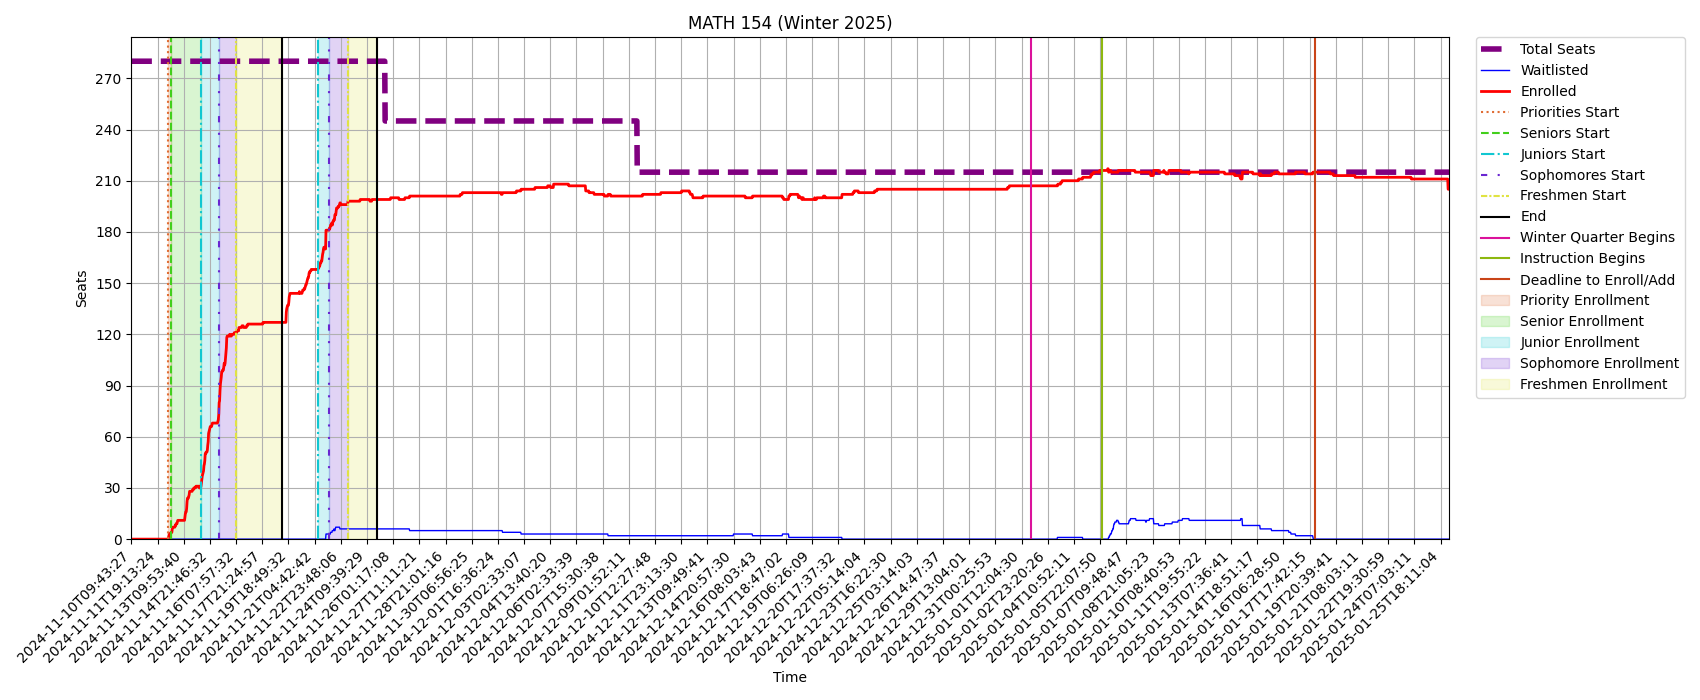 MATH 154 (Winter 2025)
Seats
270
240
210
180
150
120
90
60
30
0
2024-11-10T09:43:27
2024-11-11T19:13:24
2024-11-13T09:53:40
2024-11-14T21:46:32
2024-11-16T07:57:32
2024-11-17T21:24:57
2024-11-19T18:49:32
2024-11-21T04:42:42
2024-11-22T23:48:06
2024-11-24T09:39:29
2024-11-26T01:17:08
2024-11-27T11:11:21
2024-11-28T21:01:16
2024-11-30T06:56:25
2024-12-01T16:36:24
2024-12-03T02:33:07
2024-12-04T13:40:20
2024-12-06T02:33:39
2024-12-07T15:30:38
2024-12-09T01:52:11
2024-12-10T12:27:48
2024-12-11T23:13:30
2024-12-13T09:49:41
2024-12-14T20:57:30
2024-12-16T08:03:43
2024-12-17T18:47:02
2024-12-19T06:26:09
2024-12-20T17:37:32
2024-12-22T05:14:04
2024-12-23T16:22:30
2024-12-25T03:14:03
2024-12-26T14:47:37
2024-12-29T13:04:01
2024-12-31T00:25:53
2025-01-01T12:04:30
2025-01-02T23:20:26
2025-01-04T10:52:11
2025-01-05T22:07:50
2025-01-07T09:48:47
2025-01-08T21:05:23
2025-01-10T08:40:53
2025-01-11T19:55:22
2025-01-13T07:36:41
2025-01-14T18:51:17
2025-01-16T06:28:50
2025-01-17T17:42:15
2025-01-19T20:39:41
2025-01-21T08:03:11
2025-01-22T19:30:59
2025-01-24T07:03:11
2025-01-25T18:11:04
Time
Total Seats
Waitlisted
Enrolled
Priorities Start
Seniors Start
Juniors Start
Sophomores Start
Freshmen Start
End
Winter Quarter Begins
Instruction Begins
Deadline to Enroll/Add
Priority Enrollment
Senior Enrollment
Junior Enrollment
Sophomore Enrollment
Freshmen Enrollment